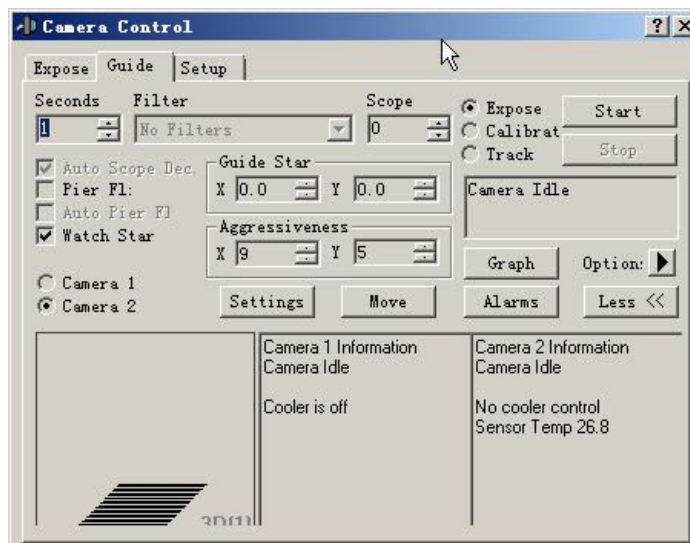 Camera Control
Expose Guide Setup
Seconds Filter Scope
1 No Filters 0
Expose
Calibrat
Track
Start
Stop
Auto Scope Dec.
Pier Fl:
Auto Pier Fl
Watch Star
Guide Star
X 0.0 Y 0.0
Aggressiveness
X 9 Y 5
Camera Idle
Camera 1
Camera 2
Settings Move
Graph Option:
Alarms Less <<
Camera 1 Information
Camera Idle
Cooler is off
Camera 2 Information
Camera Idle
No cooler control
Sensor Temp 26.8